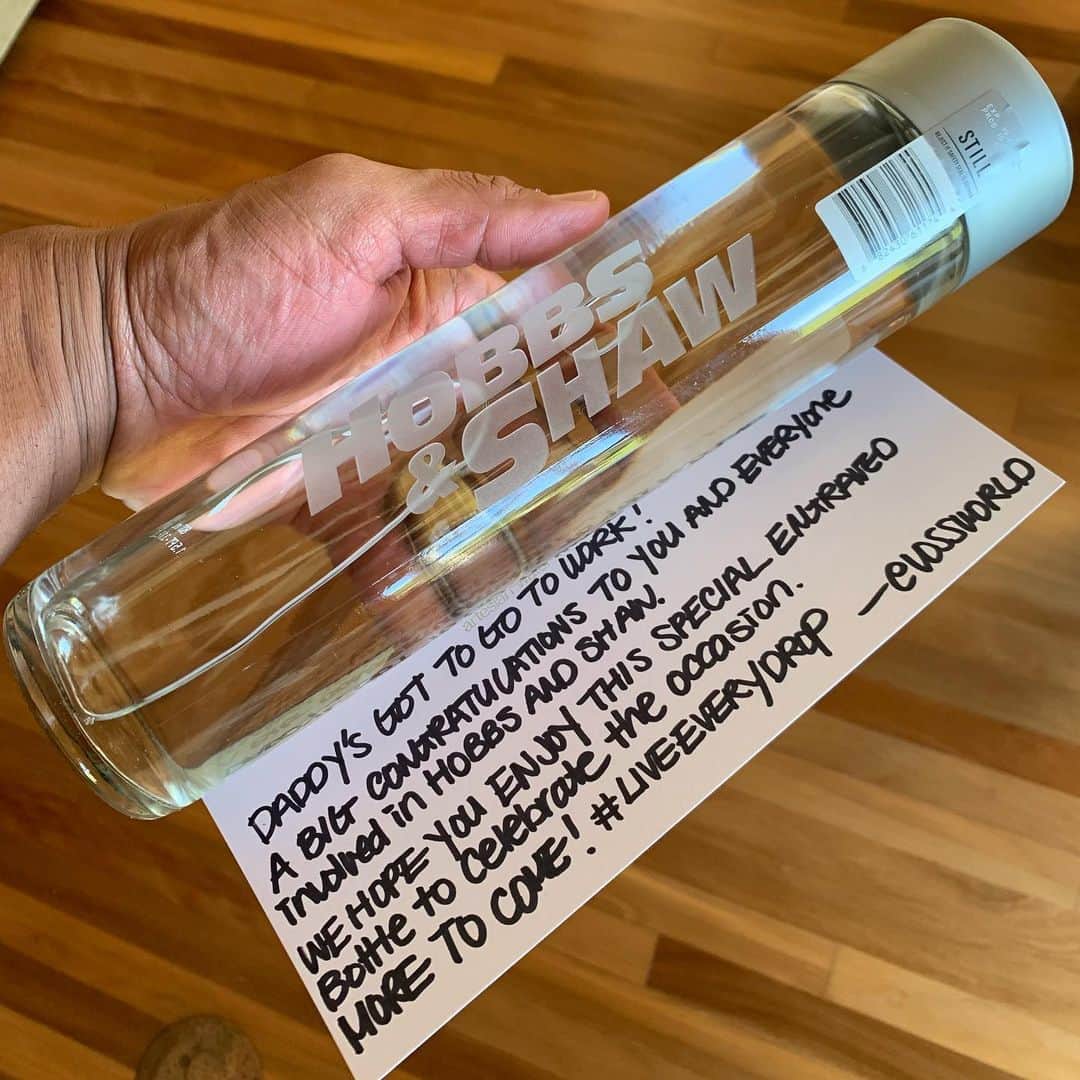 HOBBS
& SHAW
STILL
artesian
DADDY'S GOT TO GO TO WORK!
A BIG CONGRATULATIONS TO YOU AND EVERYONE
involved in HOBBS AND SHAW.
WE HOPE YOU ENJOY THIS SPECIAL ENGRAVED
Bottle to celebrate the occasion.
MORE TO COME! #LIVEEVERYDROP —@VOSSWORLD